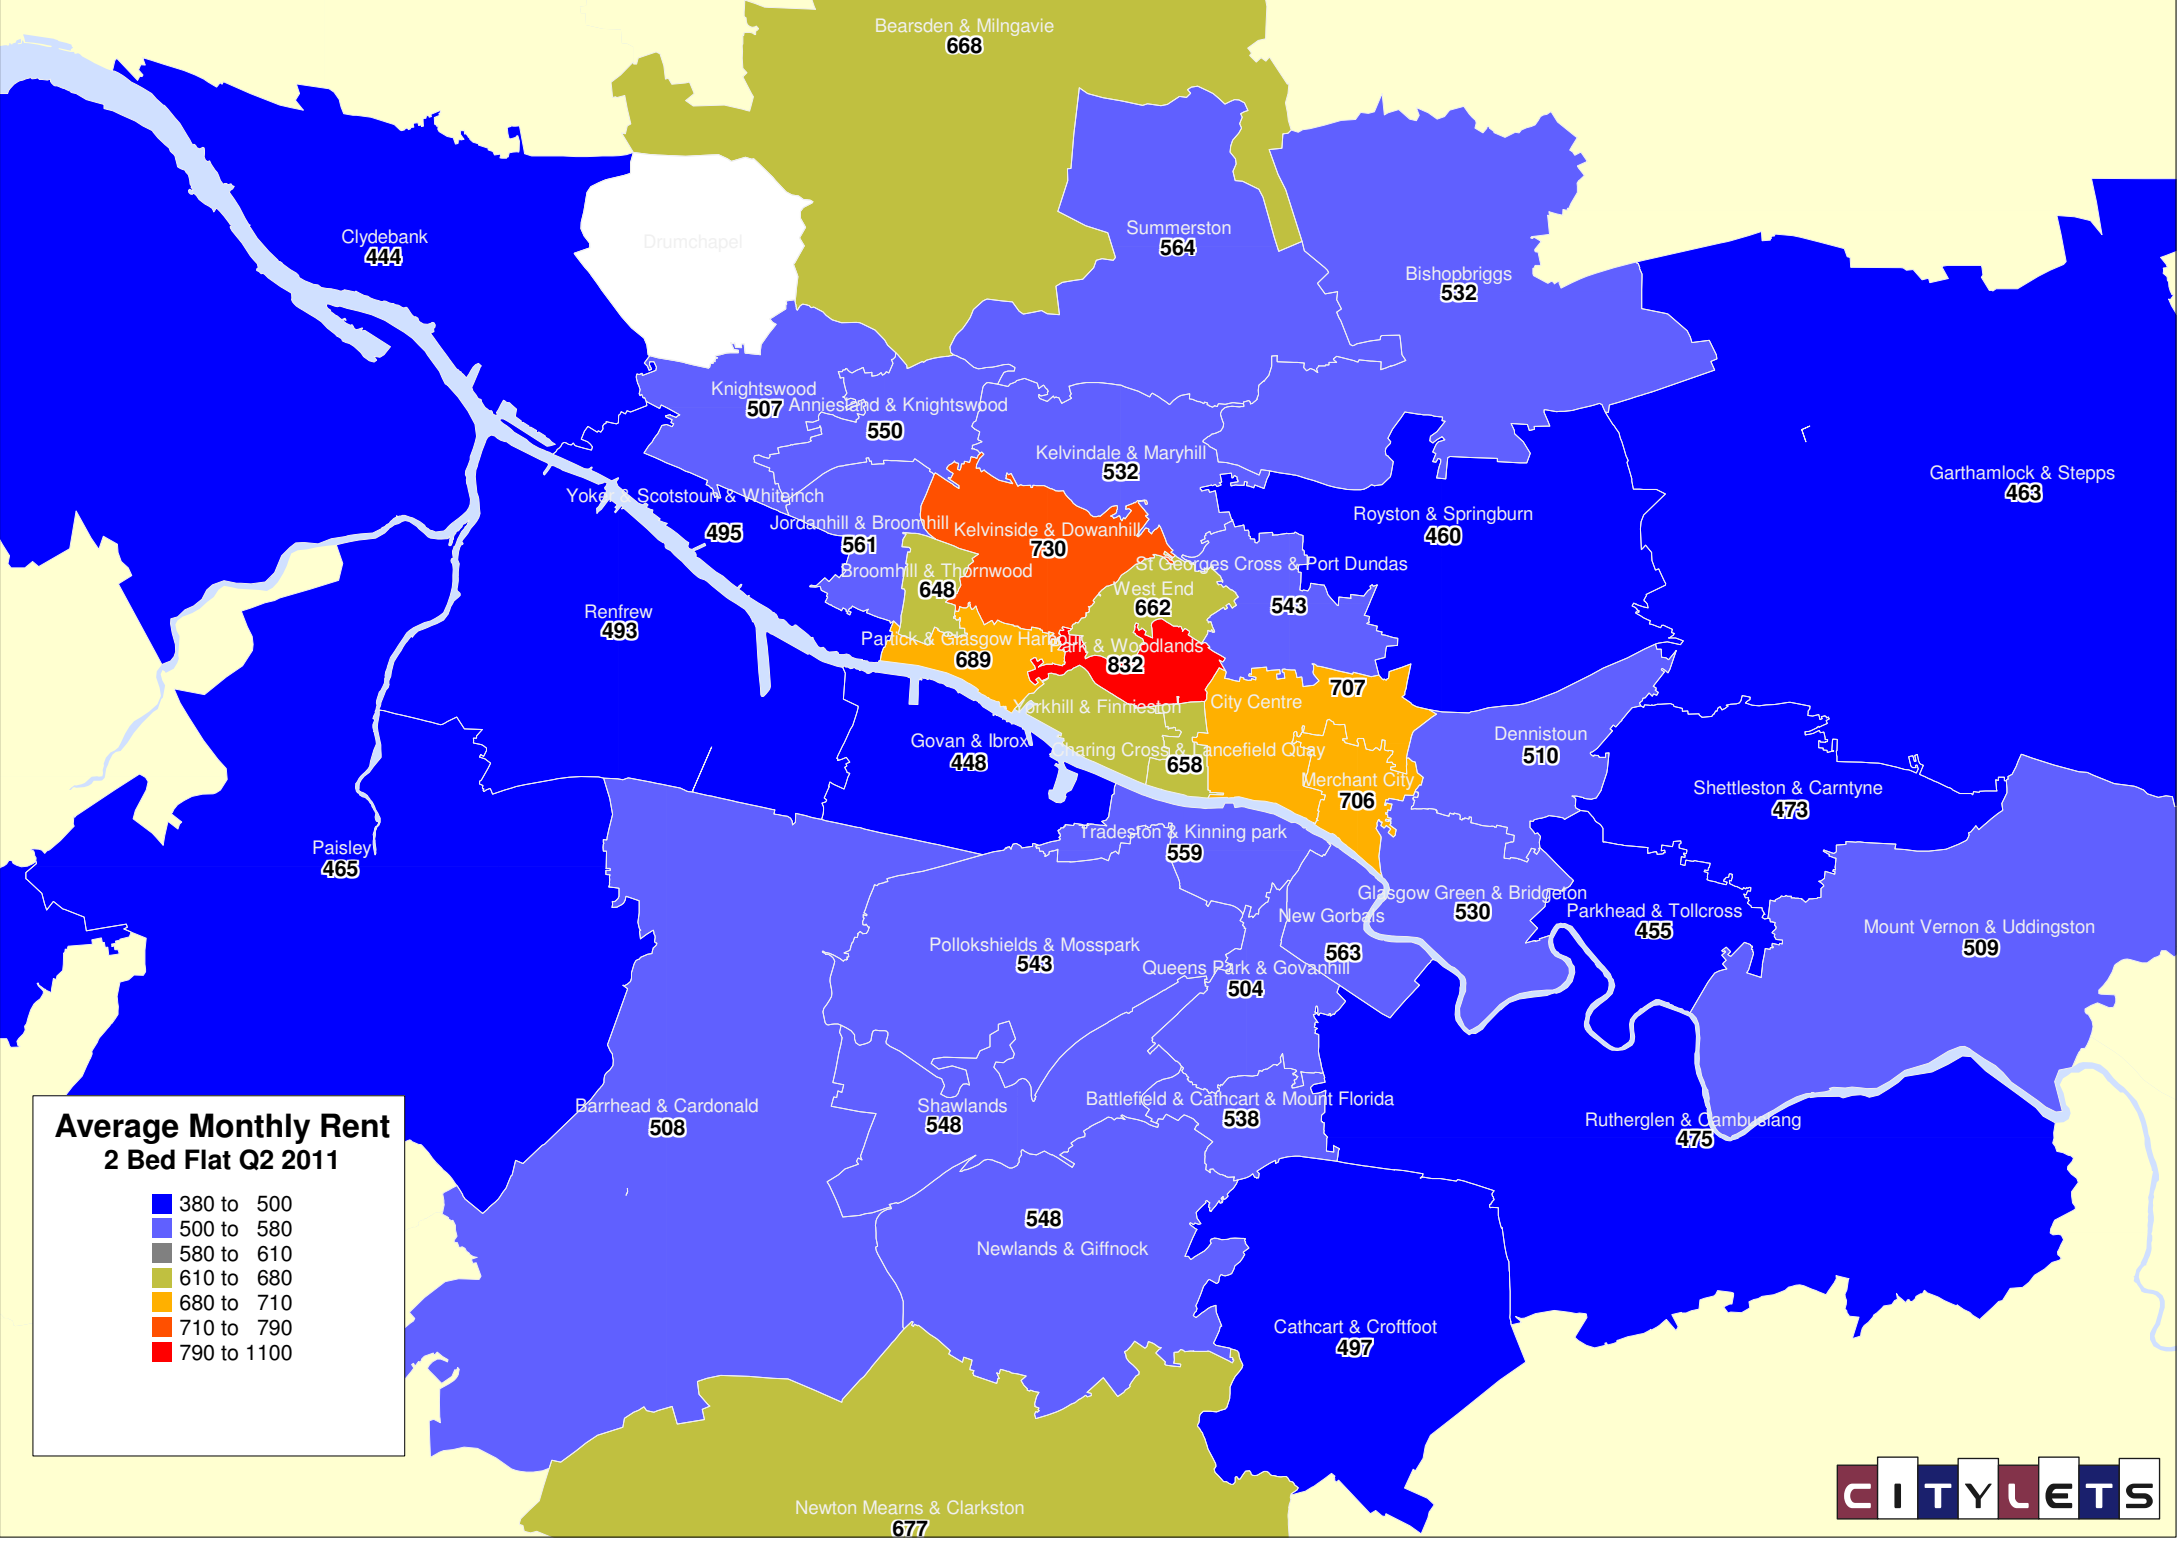 Bearsden & Milngavie
668
Clydebank
444
Drumchapel
Summerston
564
Bishopbriggs
532
Knightswood
507
Anniesland & Knightswood
550
Kelvindale & Maryhill
532
Garthamlock & Stepps
463
Yoker & Scotstoun & Whiteinch
495
Jordanhill & Broomhill
561
Kelvinside & Dowanhill
730
Royston & Springburn
460
Broomhill & Thornwood
648
St Georges Cross & Port Dundas
543
West End
662
Renfrew
493
Partick & Glasgow Harbour
689
Park & Woodlands
832
707
City Centre
Yorkhill & Finnieston
Govan & Ibrox
448
Charing Cross & Lancefield Quay
658
Merchant City
706
Dennistoun
510
Shettleston & Carntyne
473
Tradeston & Kinning park
559
Paisley
465
Glasgow Green & Bridgeton
530
New Gorbals
563
Parkhead & Tollcross
455
Mount Vernon & Uddingston
509
Pollokshields & Mosspark
543
Queens Park & Govanhill
504
Barrhead & Cardonald
508
Shawlands
548
Battlefield & Cathcart & Mount Florida
538
Rutherglen & Cambuslang
475
548
Newlands & Giffnock
Cathcart & Croftfoot
497
Newton Mearns & Clarkston
677
Average Monthly Rent
2 Bed Flat Q2 2011
380 to 500
500 to 580
580 to 610
610 to 680
680 to 710
710 to 790
790 to 1100
CITYLETS